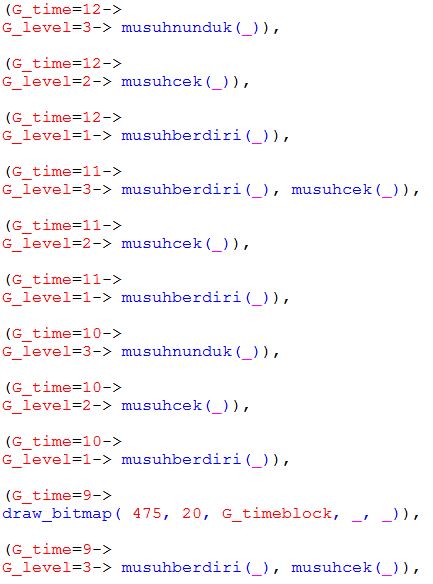 (G_time=12->
G_level=3-> musuhnunduk(_)),
(G_time=12->
G_level=2-> musuhcek(_)),
(G_time=12->
G_level=1-> musuhberdiri(_)),
(G_time=11->
G_level=3-> musuhberdiri(_), musuhcek(_)),
(G_time=11->
G_level=2-> musuhcek(_)),
(G_time=11->
G_level=1-> musuhberdiri(_)),
(G_time=10->
G_level=3-> musuhnunduk(_)),
(G_time=10->
G_level=2-> musuhcek(_)),
(G_time=10->
G_level=1-> musuhberdiri(_)),
(G_time=9->
draw_bitmap( 475, 20, G_timeblock, _, _)),
(G_time=9->
G_level=3-> musuhberdiri(_), musuhcek(_)),